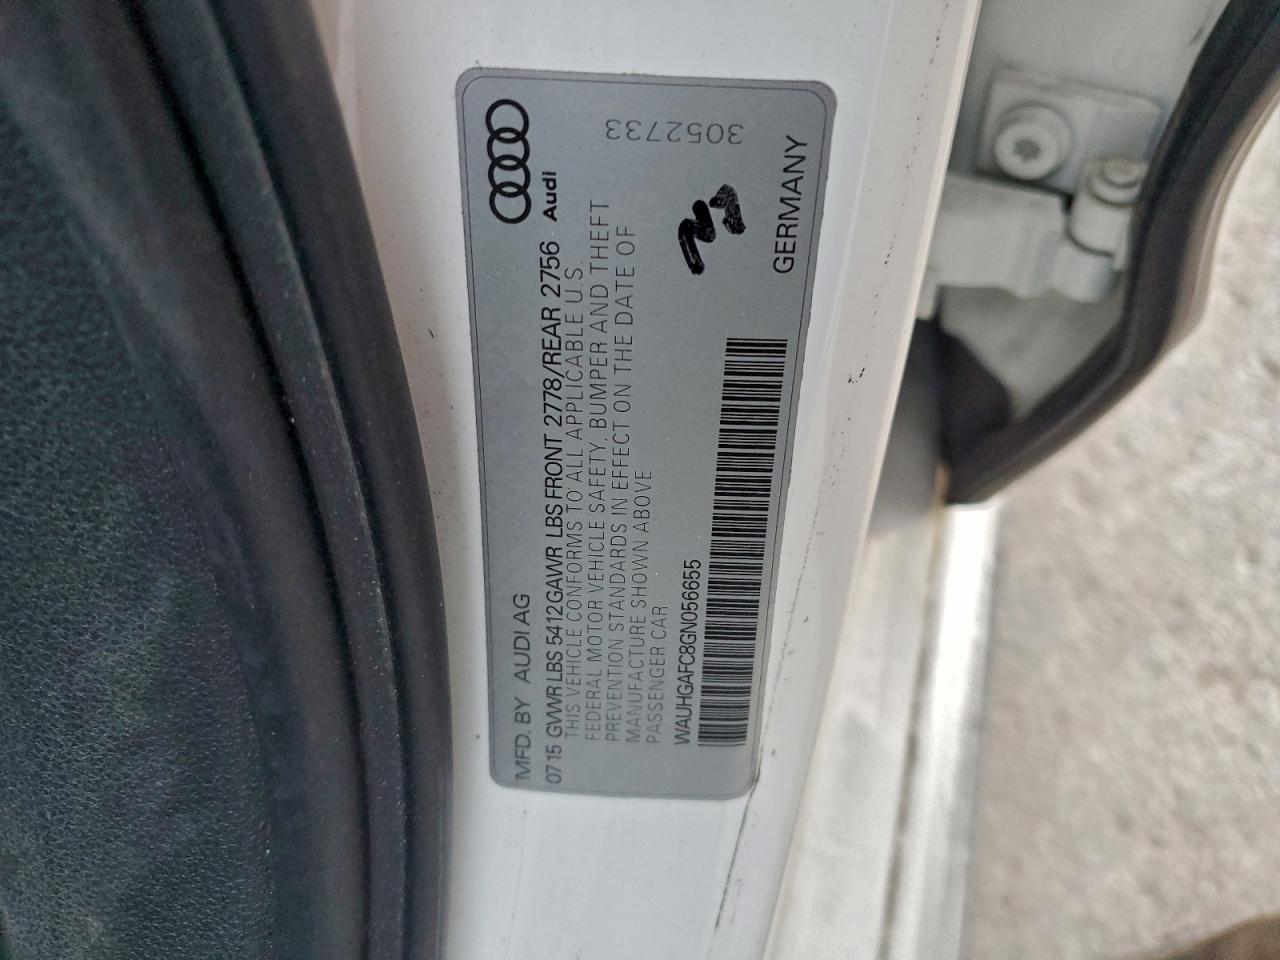 MFD. BY AUDI AG
Audi
0715 GVWR LBS 5412GAWR LBS FRONT 2778/REAR 2756
THIS VEHICLE CONFORMS TO ALL APPLICABLE U.S.
FEDERAL MOTOR VEHICLE SAFETY, BUMPER AND THEFT
PREVENTION STANDARDS IN EFFECT ON THE DATE OF
MANUFACTURE SHOWN ABOVE
PASSENGER CAR
WAUHGAFC8GN056655
GERMANY
3052733